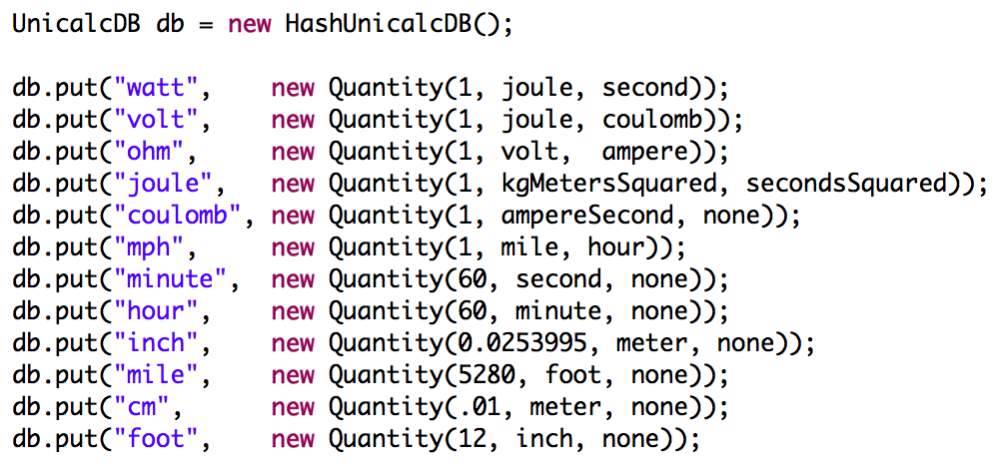 UnicalcDB db = new HashUnicalcDB();
db.put("watt",    new Quantity(1, joule, second));
db.put("volt",    new Quantity(1, joule, coulomb));
db.put("ohm",     new Quantity(1, volt,  ampere));
db.put("joule",   new Quantity(1, kgMetersSquared, secondsSquared));
db.put("coulomb", new Quantity(1, ampereSecond, none));
db.put("mph",     new Quantity(1, mile, hour));
db.put("minute",  new Quantity(60, second, none));
db.put("hour",    new Quantity(60, minute, none));
db.put("inch",    new Quantity(0.0253995, meter, none));
db.put("mile",    new Quantity(5280, foot, none));
db.put("cm",      new Quantity(.01, meter, none));
db.put("foot",    new Quantity(12, inch, none));